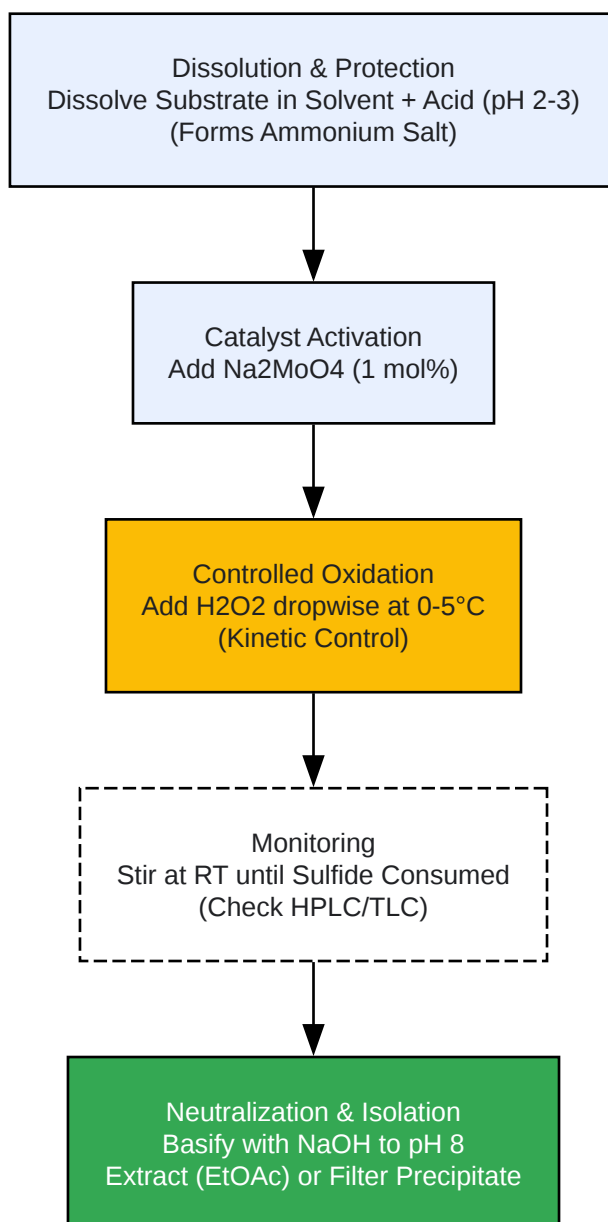 Dissolution & Protection
Dissolve Substrate in Solvent + Acid (pH 2-3)
(Forms Ammonium Salt)
Catalyst Activation
Add Na2MoO4 (1 mol%)
Controlled Oxidation
Add H2O2 dropwise at 0-5°C
(Kinetic Control)
Monitoring
Stir at RT until Sulfide Consumed
(Check HPLC/TLC)
Neutralization & Isolation
Basify with NaOH to pH 8
Extract (EtOAc) or Filter Precipitate